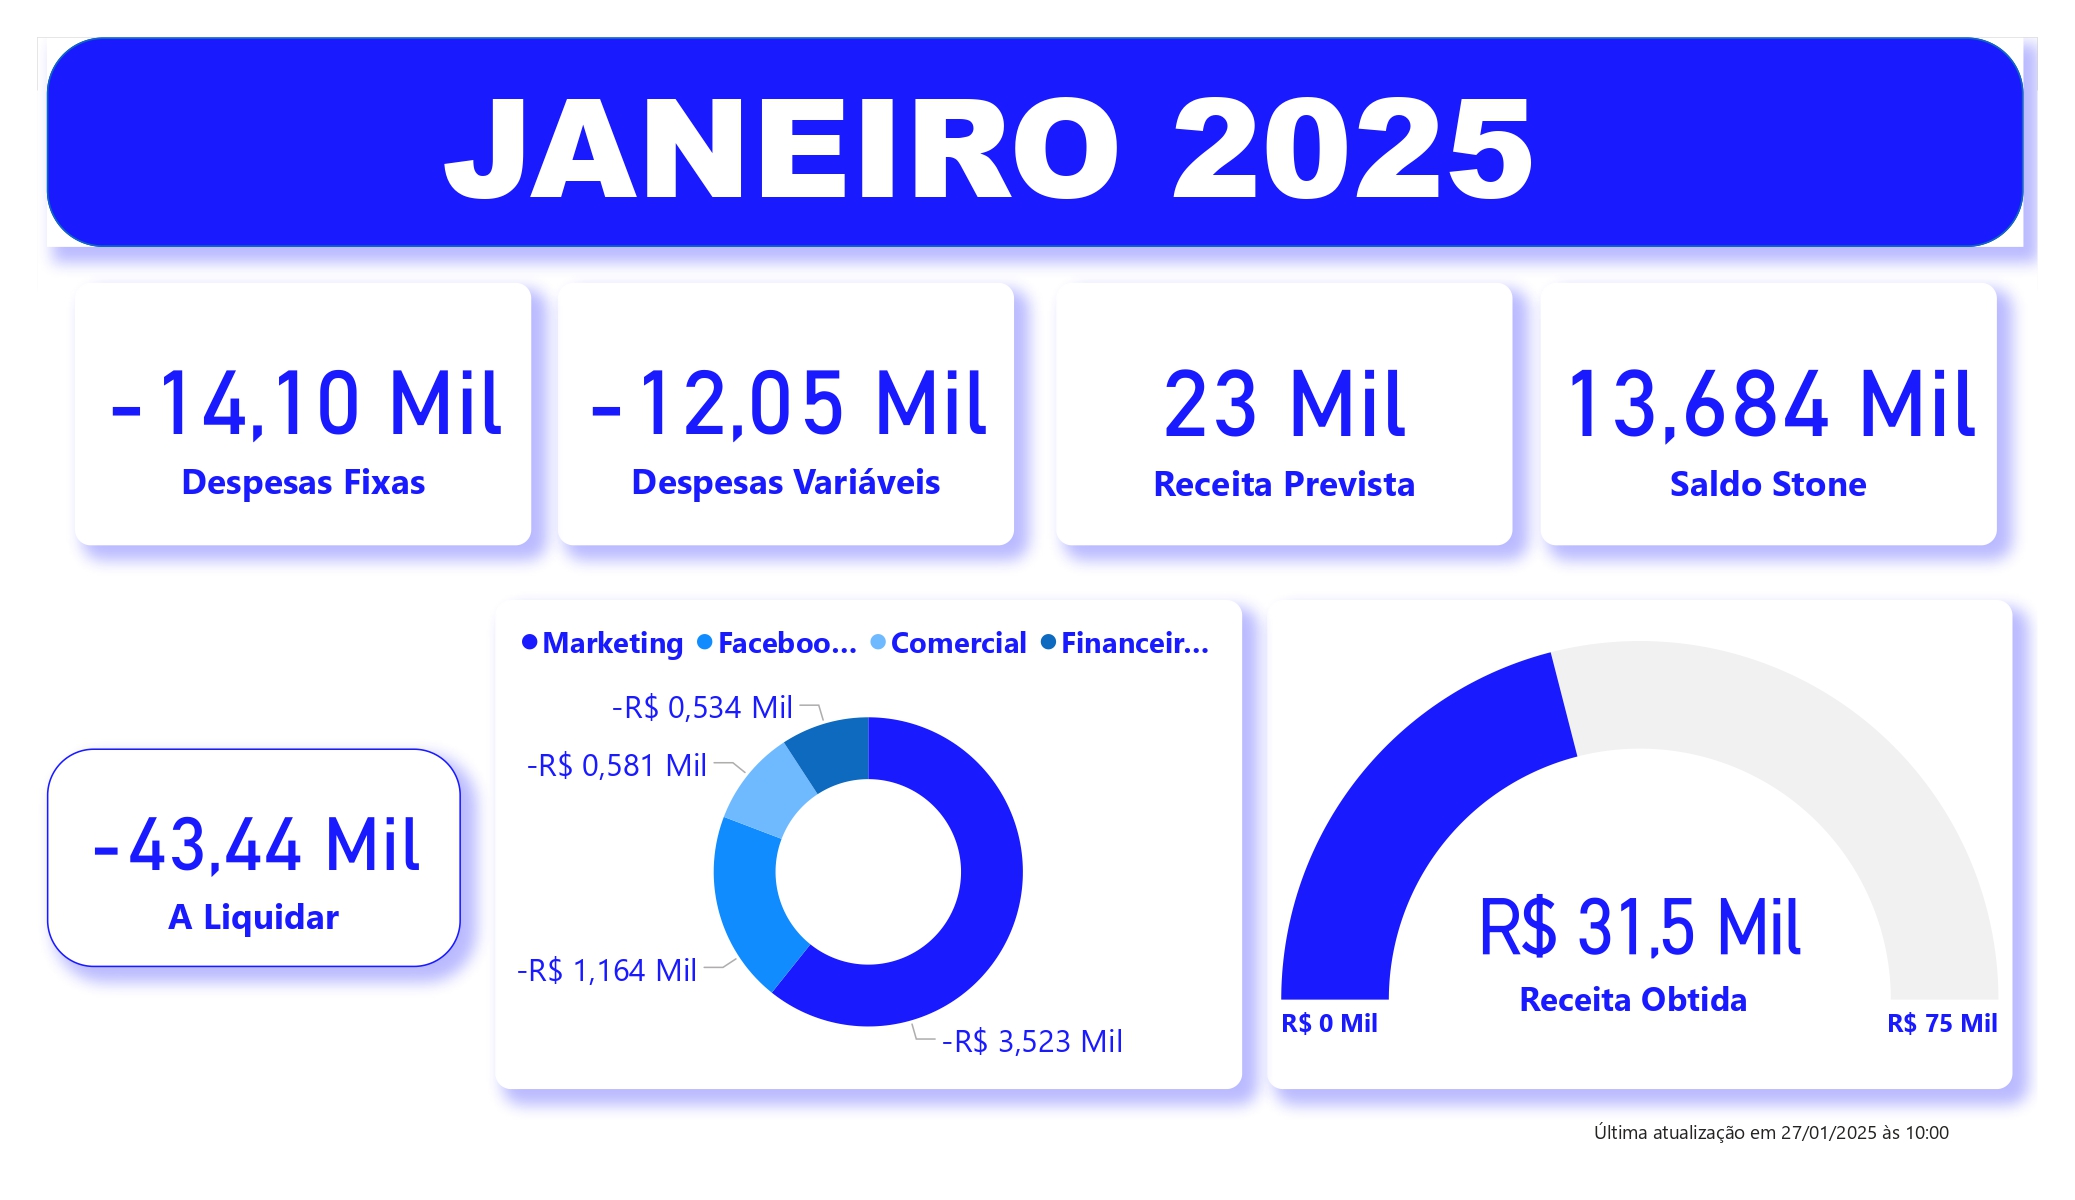 JANEIRO 2025
-14,10 Mil
Despesas Fixas
-12,05 Mil
Despesas Variáveis
23 Mil
Receita Prevista
13,684 Mil
Saldo Stone
-43,44 Mil
A Liquidar
Marketing Faceboo... Comercial Financeir...
-R$ 0,534 Mil
-R$ 0,581 Mil
-R$ 1,164 Mil
-R$ 3,523 Mil
R$ 31,5 Mil
Receita Obtida
R$ 0 Mil
R$ 75 Mil
Última atualização em 27/01/2025 às 10:00